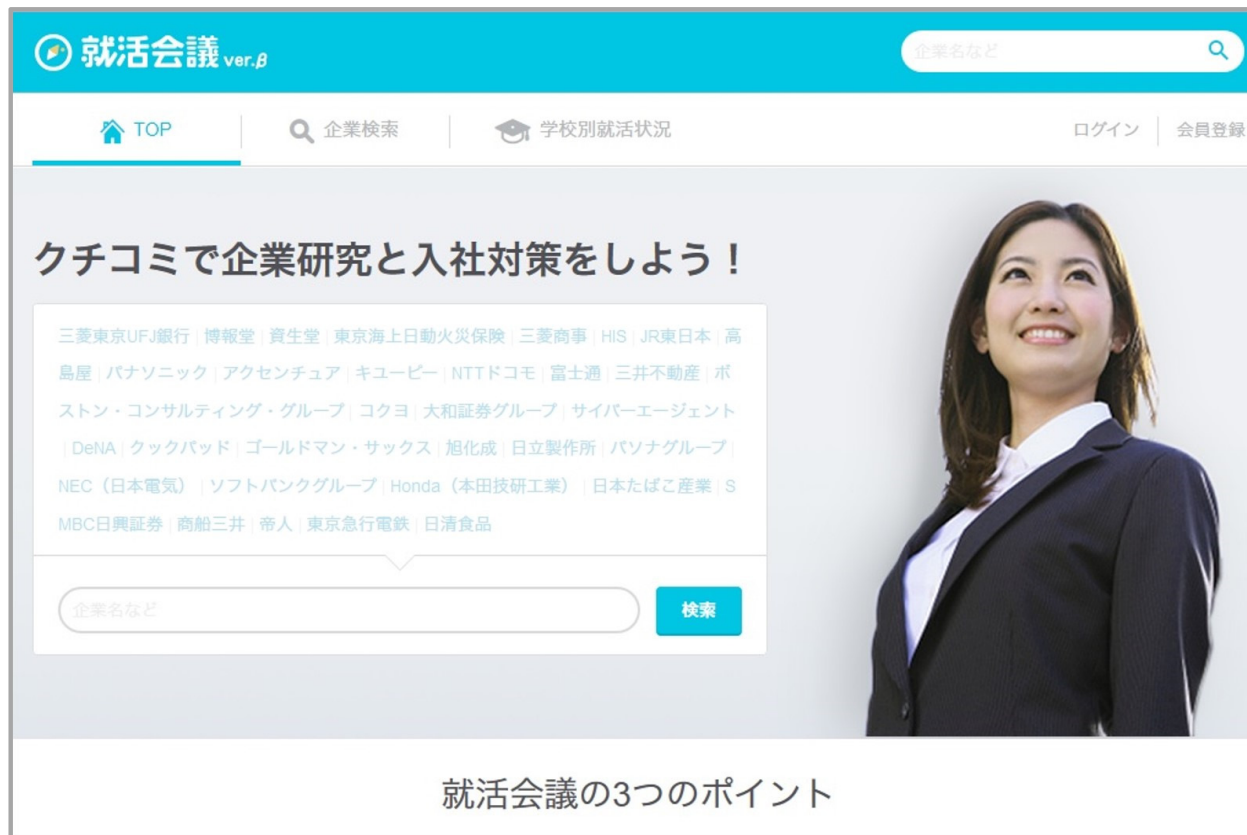 就活会議 ver.β
企業名など
TOP
企業検索
学校別就活状況
ログイン
会員登録
クチコミで企業研究と入社対策をしよう！
三菱東京UFJ銀行 | 博報堂 | 資生堂 | 東京海上日動火災保険 | 三菱商事 | HIS | JR東日本 | 高
島屋 | パナソニック | アクセンチュア | キユーピー | NTTドコモ | 富士通 | 三井不動産 | ボ
ストン・コンサルティング・グループ | コクヨ | 大和証券グループ | サイバーエージェント
| DeNA | クックパッド | ゴールドマン・サックス | 旭化成 | 日立製作所 | パソナグループ |
NEC（日本電気） | ソフトバンクグループ | Honda（本田技研工業） | 日本たばこ産業 | S
MBC日興証券 | 商船三井 | 帝人 | 東京急行電鉄 | 日清食品
企業名など
検索
就活会議の3つのポイント